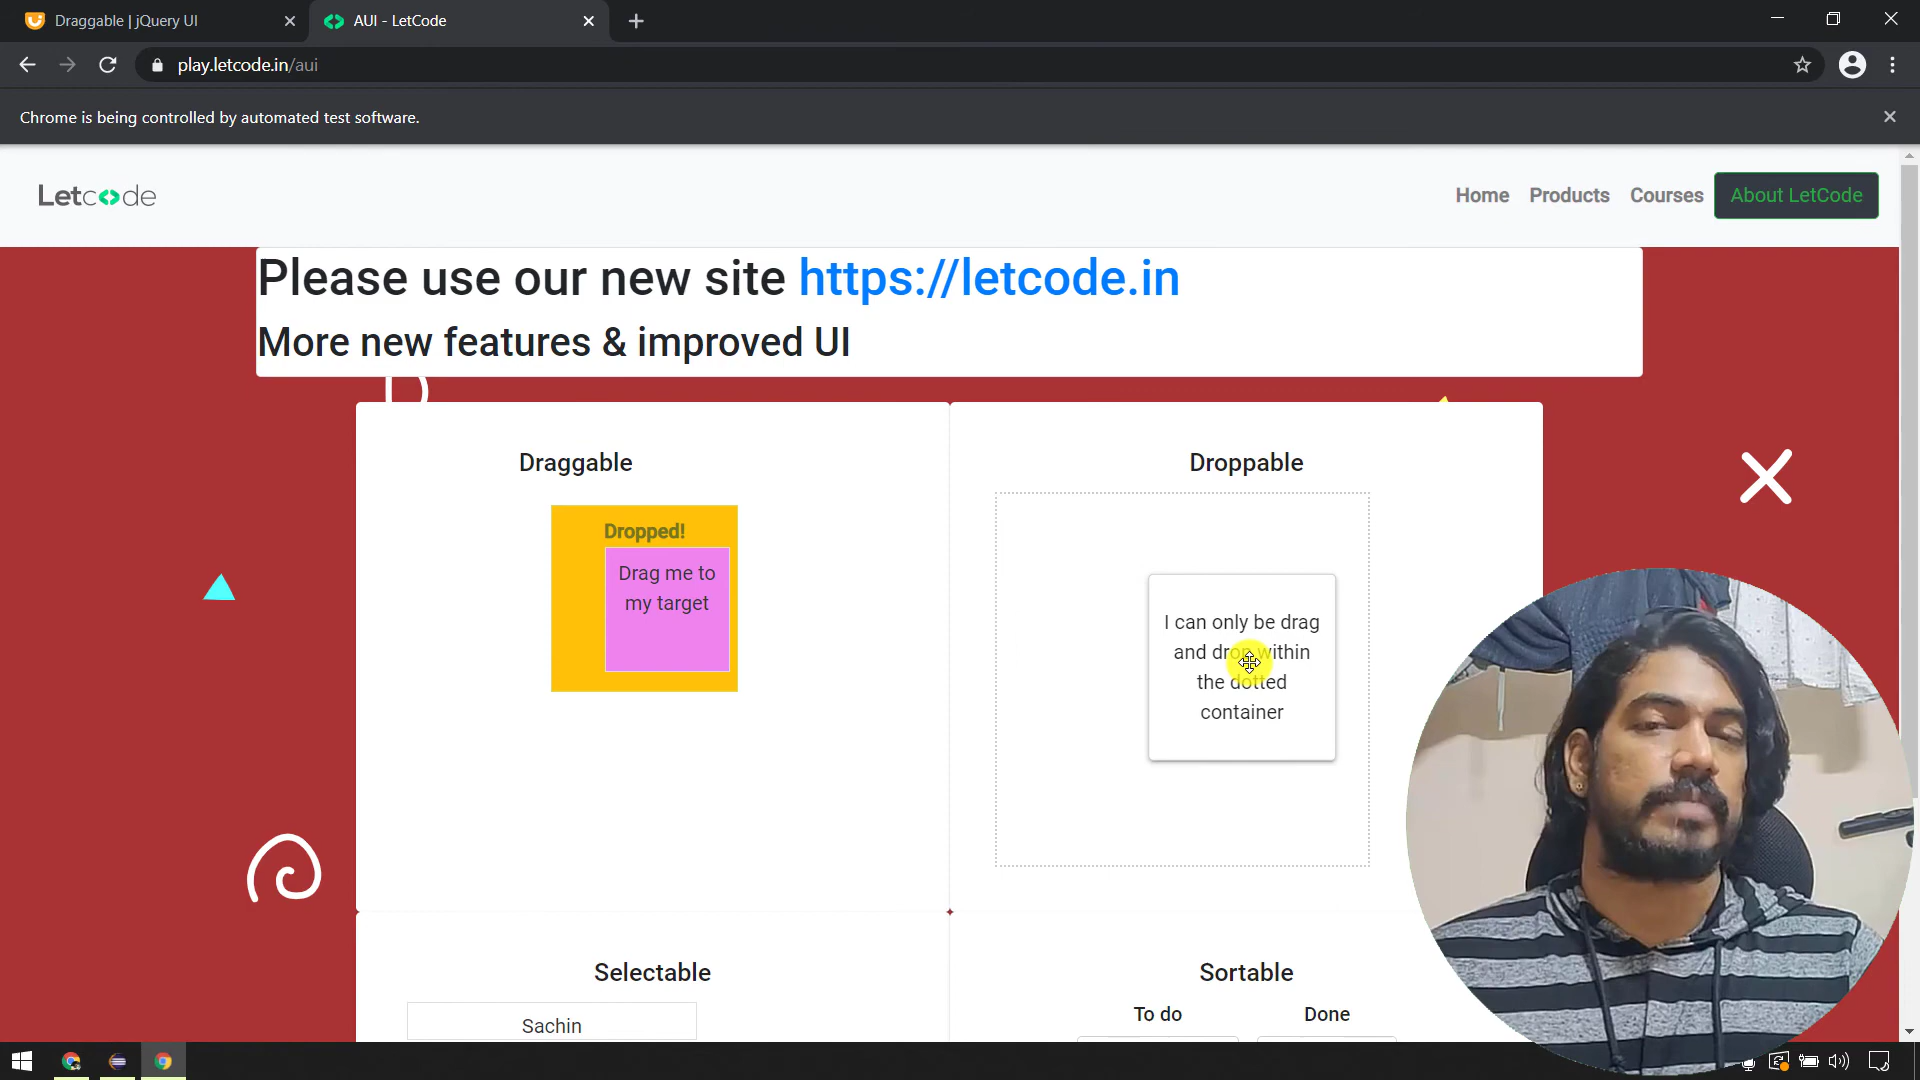 Draggable | jQuery UI
AUI - LetCode
play.letcode.in/aui
Chrome is being controlled by automated test software.
Letcode
Home
Products
Courses
About LetCode
Please use our new site https://letcode.in
More new features & improved UI
Draggable
Dropped!
Drag me to
my target
Droppable
I can only be drag
and drop within
the dotted
container
Selectable
Sachin
Sortable
To do
Done